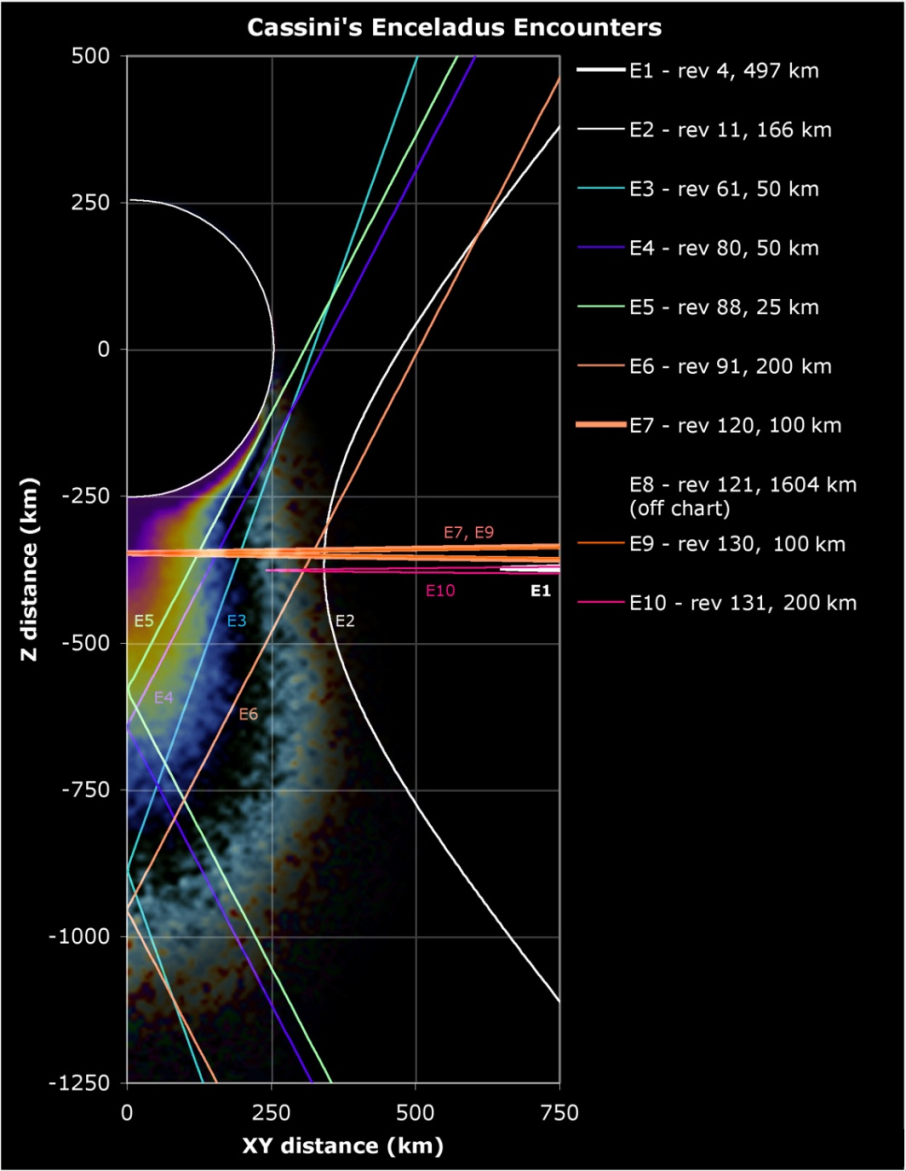 Cassini's Enceladus Encounters
500
250
0
-250
-500
-750
-1000
-1250
Z distance (km)
0 250 500 750
XY distance (km)
E5
E4
E3
E6
E2
E7, E9
E10
E1
E1 - rev 4, 497 km
E2 - rev 11, 166 km
E3 - rev 61, 50 km
E4 - rev 80, 50 km
E5 - rev 88, 25 km
E6 - rev 91, 200 km
E7 - rev 120, 100 km
E8 - rev 121, 1604 km
(off chart)
E9 - rev 130, 100 km
E10 - rev 131, 200 km